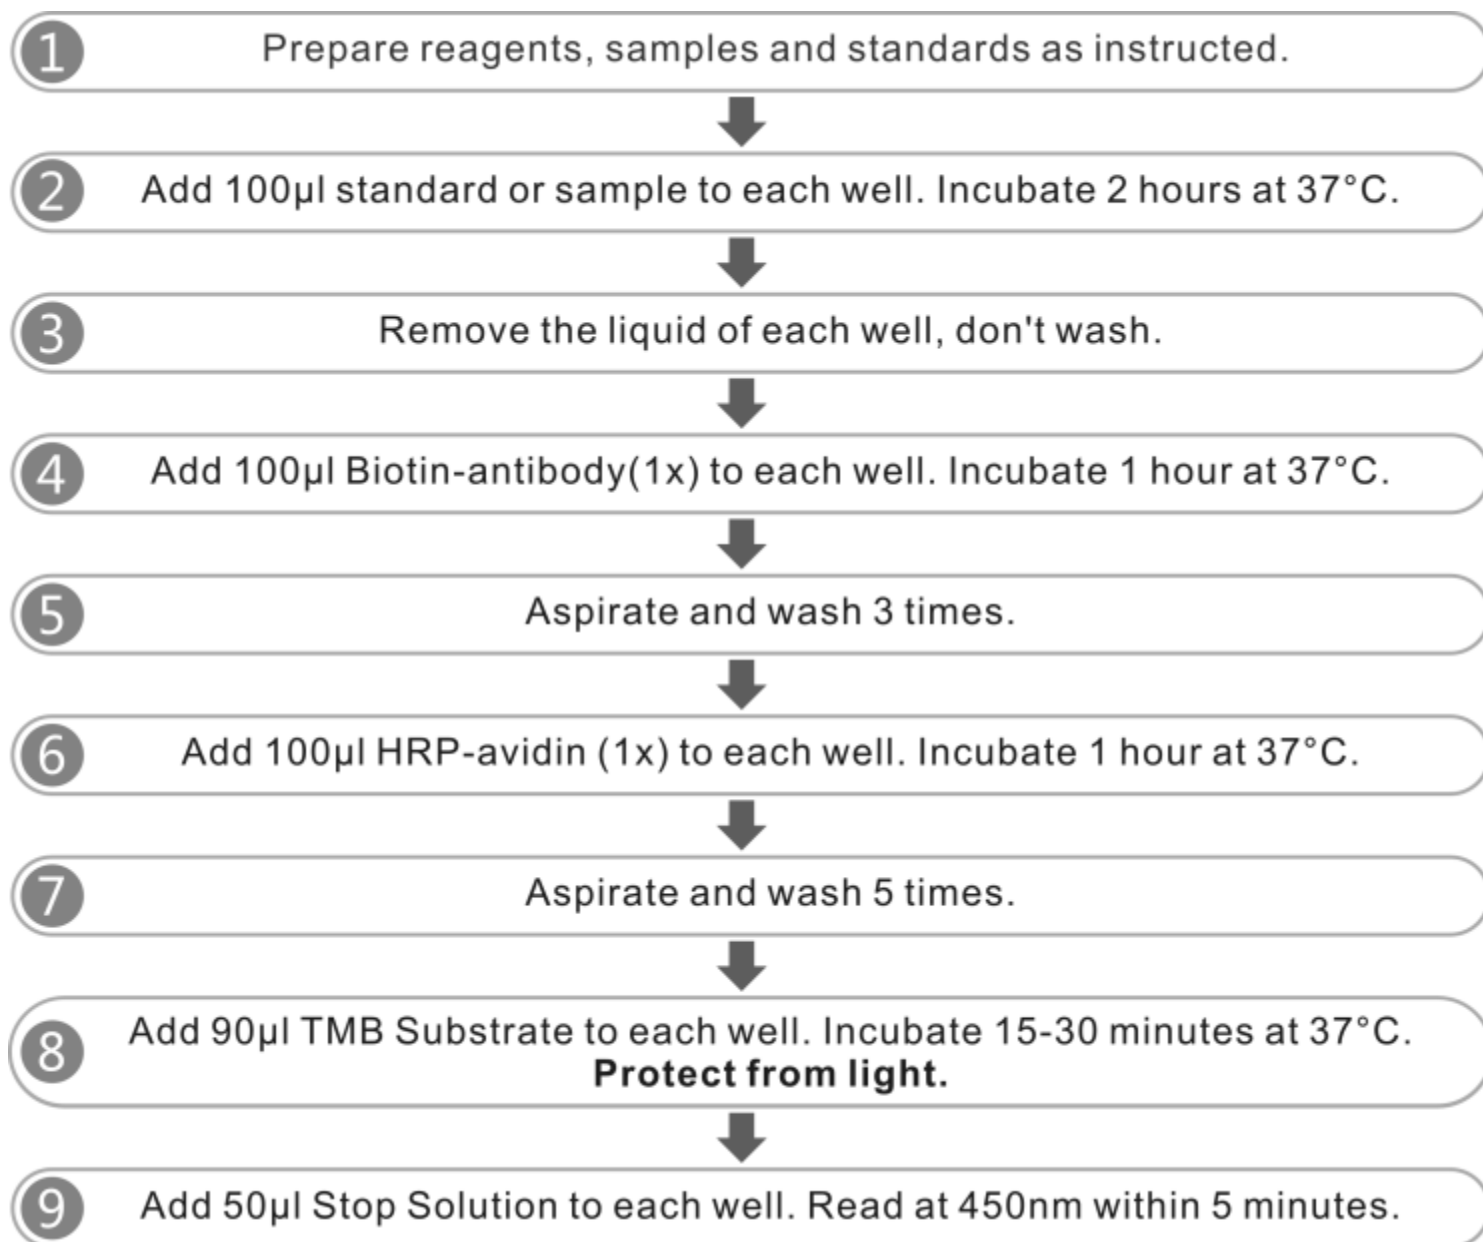 1 Prepare reagents, samples and standards as instructed.
2 Add 100µl standard or sample to each well. Incubate 2 hours at 37°C.
3 Remove the liquid of each well, don't wash.
4 Add 100µl Biotin-antibody(1x) to each well. Incubate 1 hour at 37°C.
5 Aspirate and wash 3 times.
6 Add 100µl HRP-avidin (1x) to each well. Incubate 1 hour at 37°C.
7 Aspirate and wash 5 times.
8 Add 90µl TMB Substrate to each well. Incubate 15-30 minutes at 37°C.
Protect from light.
9 Add 50µl Stop Solution to each well. Read at 450nm within 5 minutes.